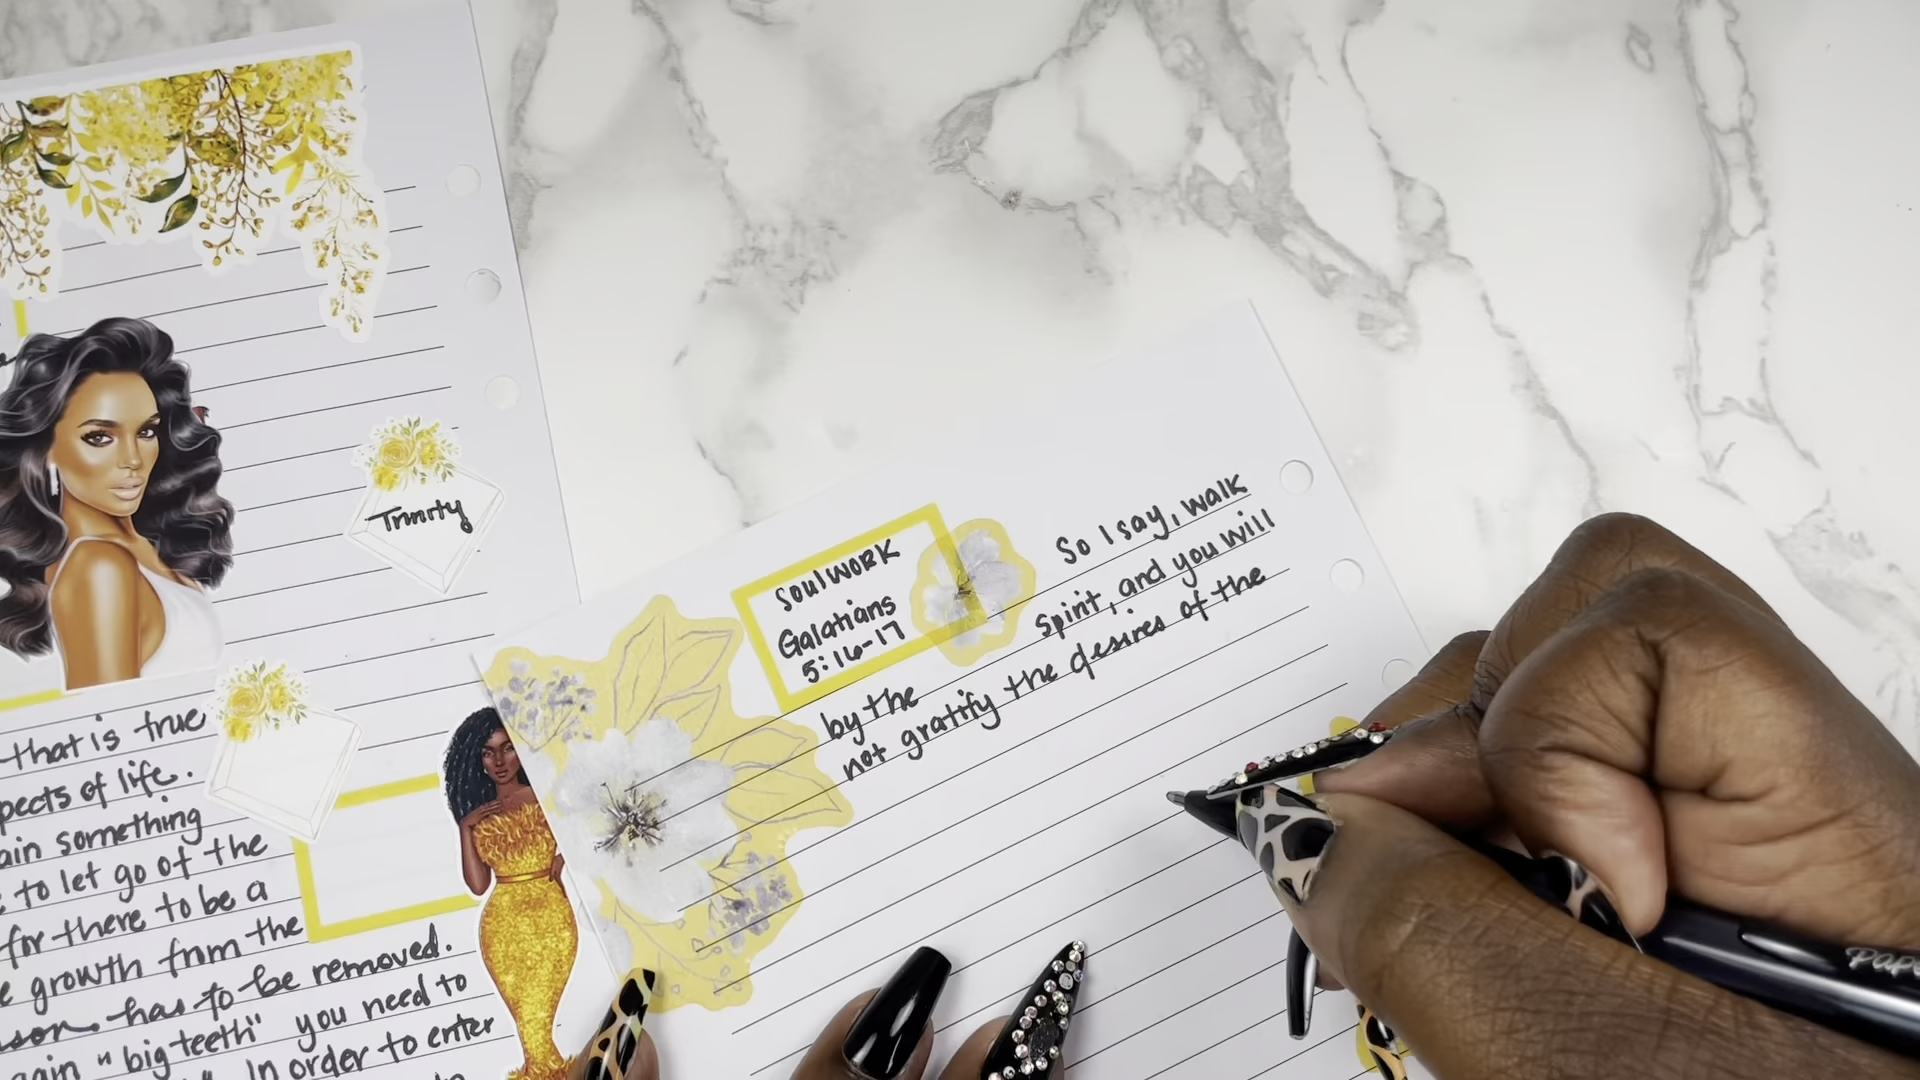 Trinity
that is true
pects of life.
ain something
to let go of the
for there to be a
growth from the
son has to be removed.
"big teeth" you need to
In order to enter
Soulwork
Galatians
5:16-17
So I say, walk
by the Spirit, and you will
not gratify the desires of the
Pape